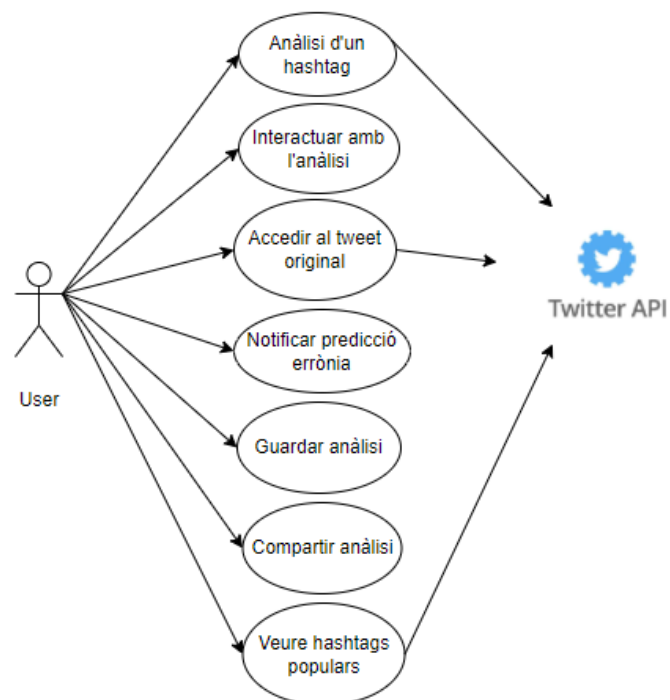 Anàlisi d'un
hashtag
Interactuar amb
l'anàlisi
Accedir al tweet
original
Twitter API
Notificar predicció
errònia
User
Guardar anàlisi
Compartir anàlisi
Veure hashtags
populars